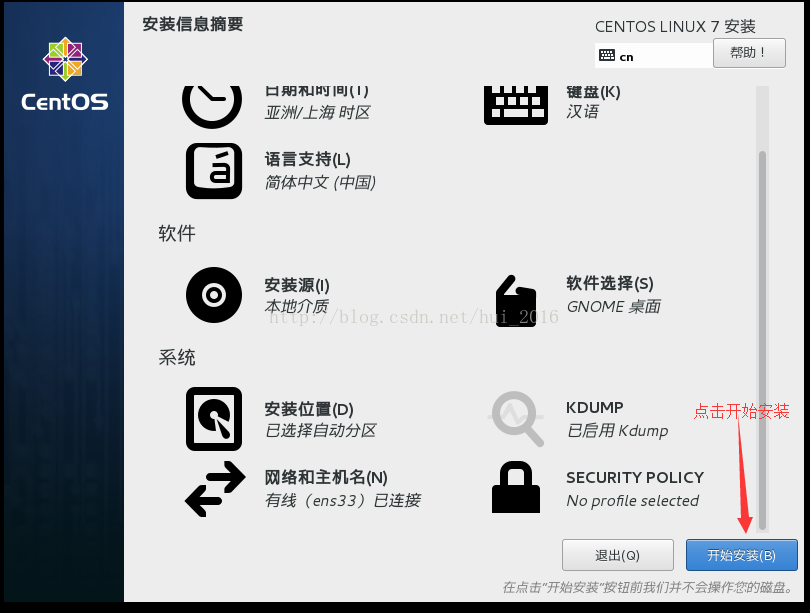 安装信息摘要
CENTOS LINUX 7 安装
cn
帮助！
CentOS
日期和时间(T)
亚洲/上海 时区
键盘(K)
汉语
语言支持(L)
简体中文 (中国)
软件
安装源(I)
本地介质
软件选择(S)
GNOME 桌面
http://blog.csdn.net/hui_2016
系统
安装位置(D)
已选择自动分区
KDUMP
已启用 Kdump
点击开始安装
网络和主机名(N)
有线（ens33）已连接
SECURITY POLICY
No profile selected
退出(Q)
开始安装(B)
在点击"开始安装"按钮前我们并不会操作您的磁盘。